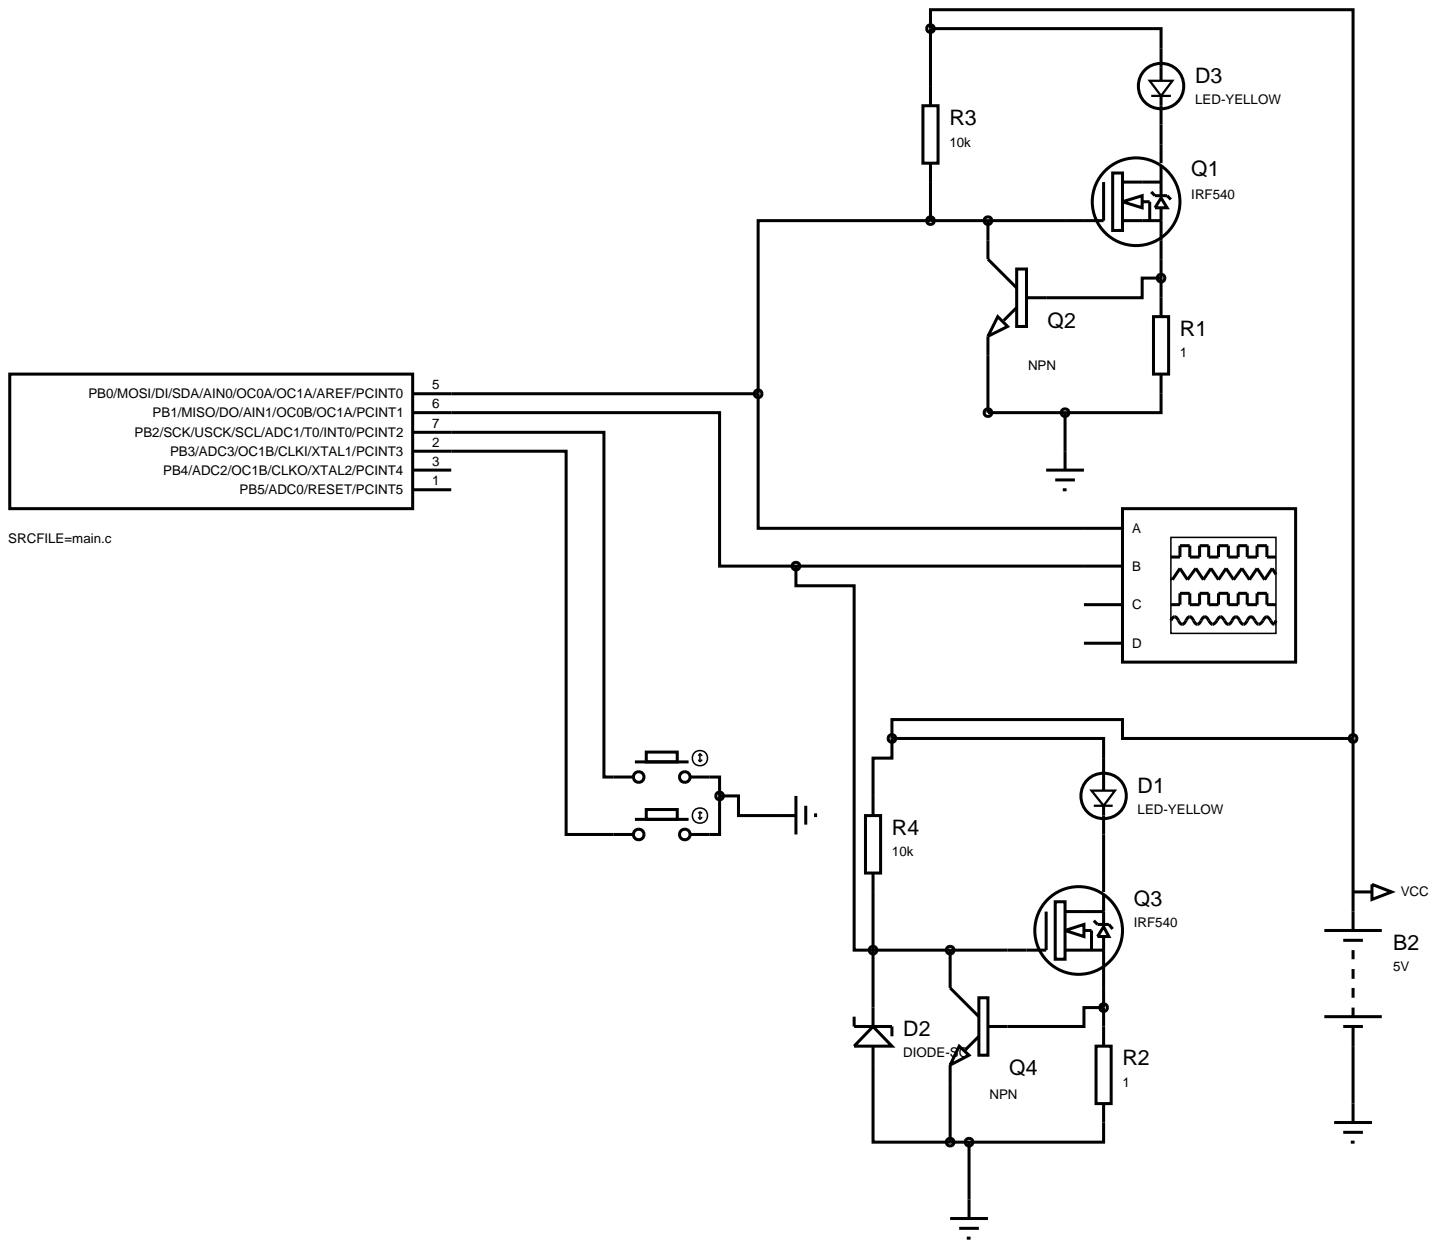 D3
LED-YELLOW
R3
10k
Q1
IRF540
Q2
NPN
R1
1
PB0/MOSI/DI/SDA/AIN0/OC0A/OC1A/AREF/PCINT0
5
PB1/MISO/DO/AIN1/OC0B/OC1A/PCINT1
6
PB2/SCK/USCK/SCL/ADC1/T0/INT0/PCINT2
7
PB3/ADC3/OC1B/CLKI/XTAL1/PCINT3
2
PB4/ADC2/OC1B/CLKO/XTAL2/PCINT4
3
PB5/ADC0/RESET/PCINT5
1
SRCFILE=main.c
A
B
C
D
D1
LED-YELLOW
R4
10k
Q3
IRF540
VCC
B2
5V
D2
DIODE-SC
Q4
NPN
R2
1